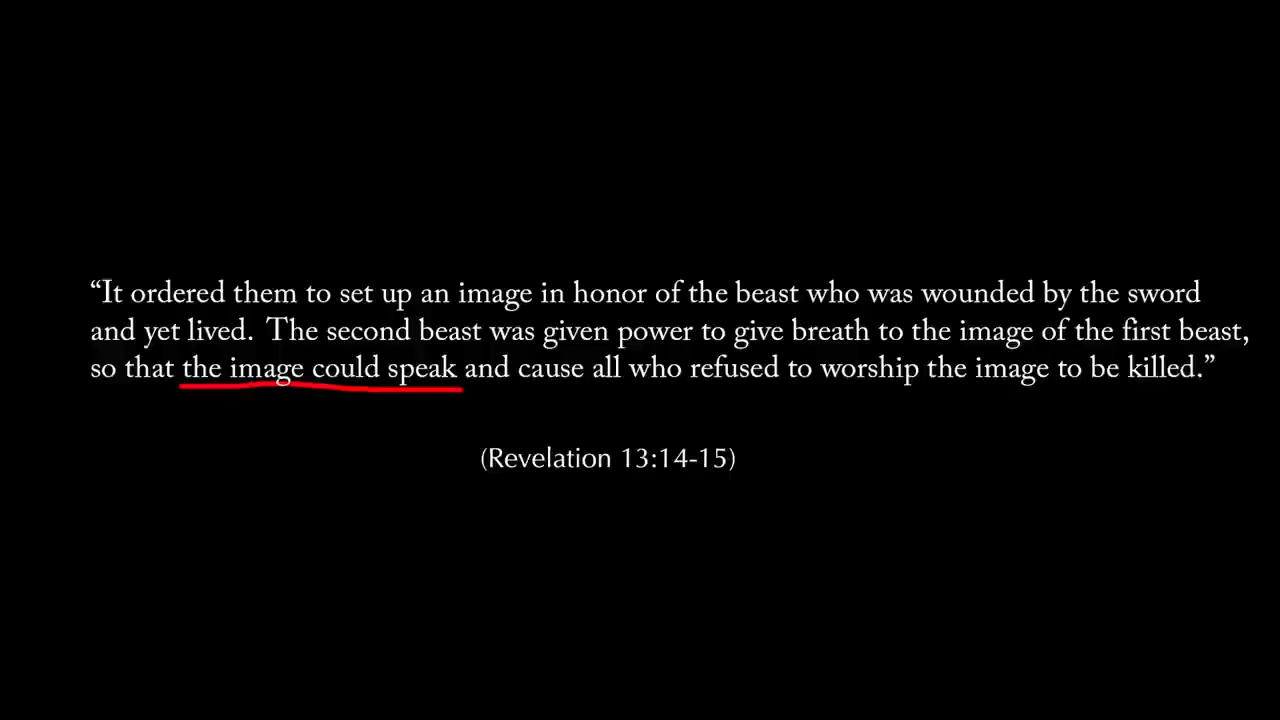 “It ordered them to set up an image in honor of the beast who was wounded by the sword
and yet lived.  The second beast was given power to give breath to the image of the first beast,
so that the image could speak and cause all who refused to worship the image to be killed.”
(Revelation 13:14-15)